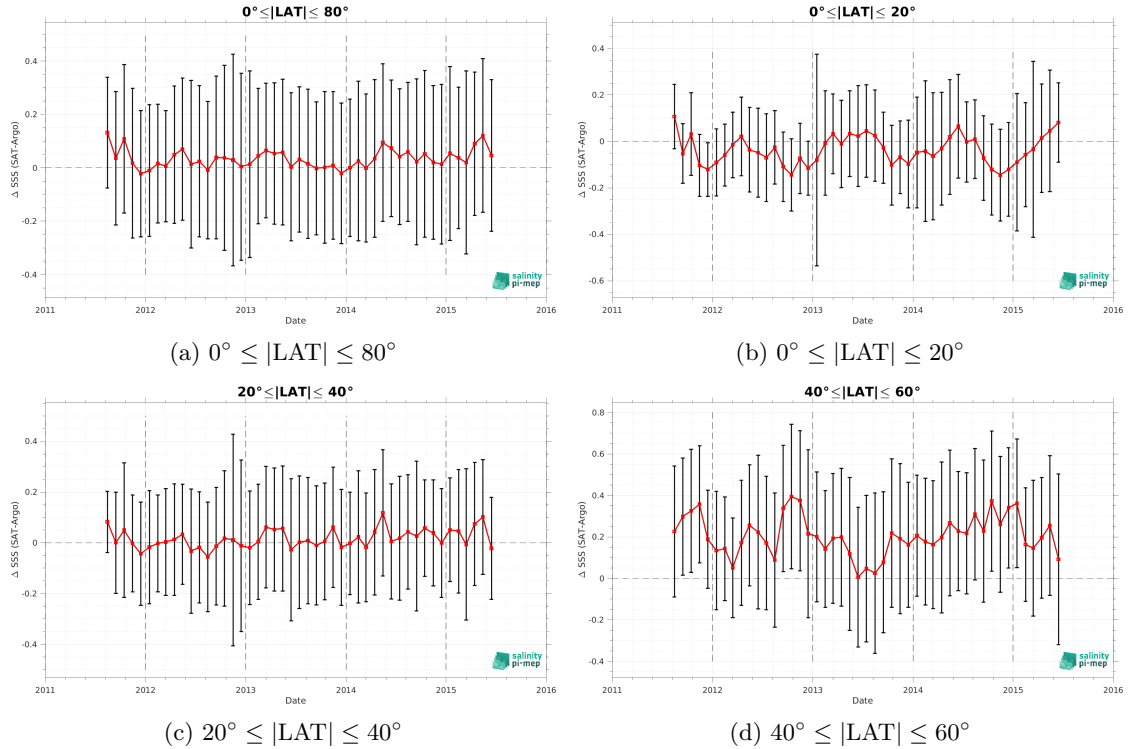 0°≤|LAT|≤ 80°
Δ SSS (SAT-Argo)
0.4
0.2
0
-0.2
-0.4
2011 2012 2013 2014 2015 2016
Date
salinity
pi-mep
(a) 0° ≤ |LAT| ≤ 80°
0°≤|LAT|≤ 20°
Δ SSS (SAT-Argo)
0.4
0.2
0
-0.2
-0.4
-0.6
2011 2012 2013 2014 2015 2016
Date
salinity
pi-mep
(b) 0° ≤ |LAT| ≤ 20°
20°≤|LAT|≤ 40°
Δ SSS (SAT-Argo)
0.4
0.2
0
-0.2
-0.4
2011 2012 2013 2014 2015 2016
Date
salinity
pi-mep
(c) 20° ≤ |LAT| ≤ 40°
40°≤|LAT|≤ 60°
Δ SSS (SAT-Argo)
0.8
0.6
0.4
0.2
0
-0.2
-0.4
2011 2012 2013 2014 2015 2016
Date
salinity
pi-mep
(d) 40° ≤ |LAT| ≤ 60°